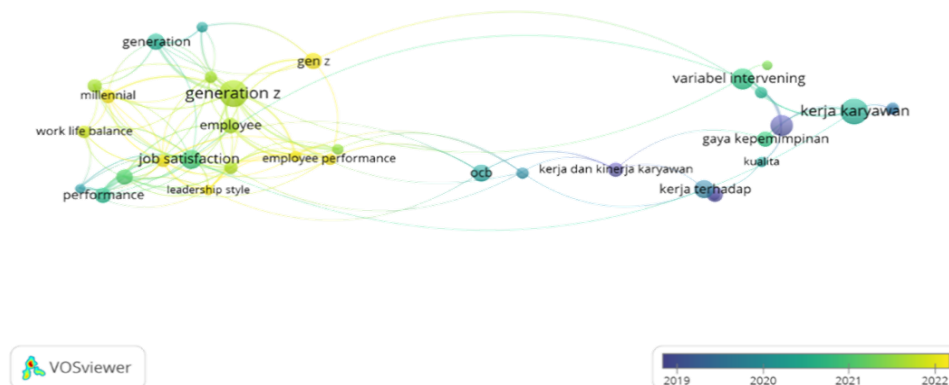 generation
gen z
variabel intervening
millennial
generation z
kerja karyawan
employee
work life balance
gaya kepemimpinan
job satisfaction
employee performance
kualita
ocb
kerja dan kinerja karyawan
performance
leadership style
kerja terhadap
VOSviewer
2019 2020 2021 2022